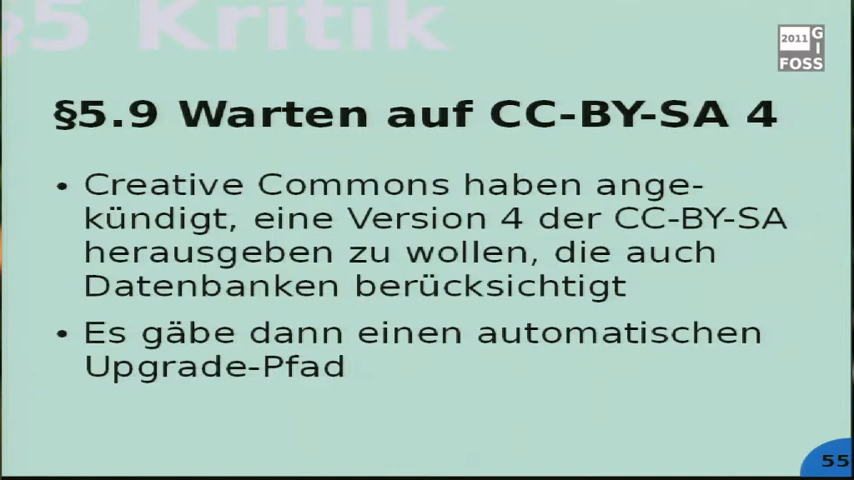 §5 Kritik
2011 G
I
FOSS
§5.9 Warten auf CC-BY-SA 4
• Creative Commons haben ange-
kündigt, eine Version 4 der CC-BY-SA
herausgeben zu wollen, die auch
Datenbanken berücksichtigt
• Es gäbe dann einen automatischen
Upgrade-Pfad
55